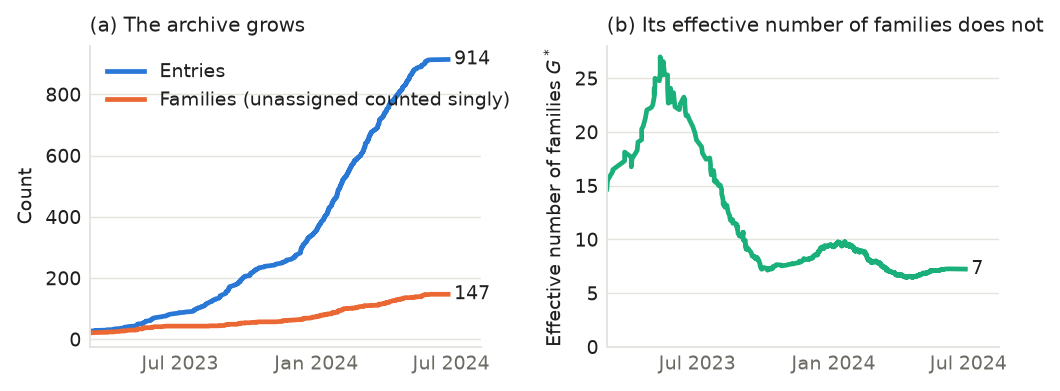 (a) The archive grows
Count
800
600
400
200
0
Entries
Families (unassigned counted singly)
914
147
Jul 2023
Jan 2024
Jul 2024
(b) Its effective number of families does not
Effective number of families G*
25
20
15
10
5
0
7
Jul 2023
Jan 2024
Jul 2024